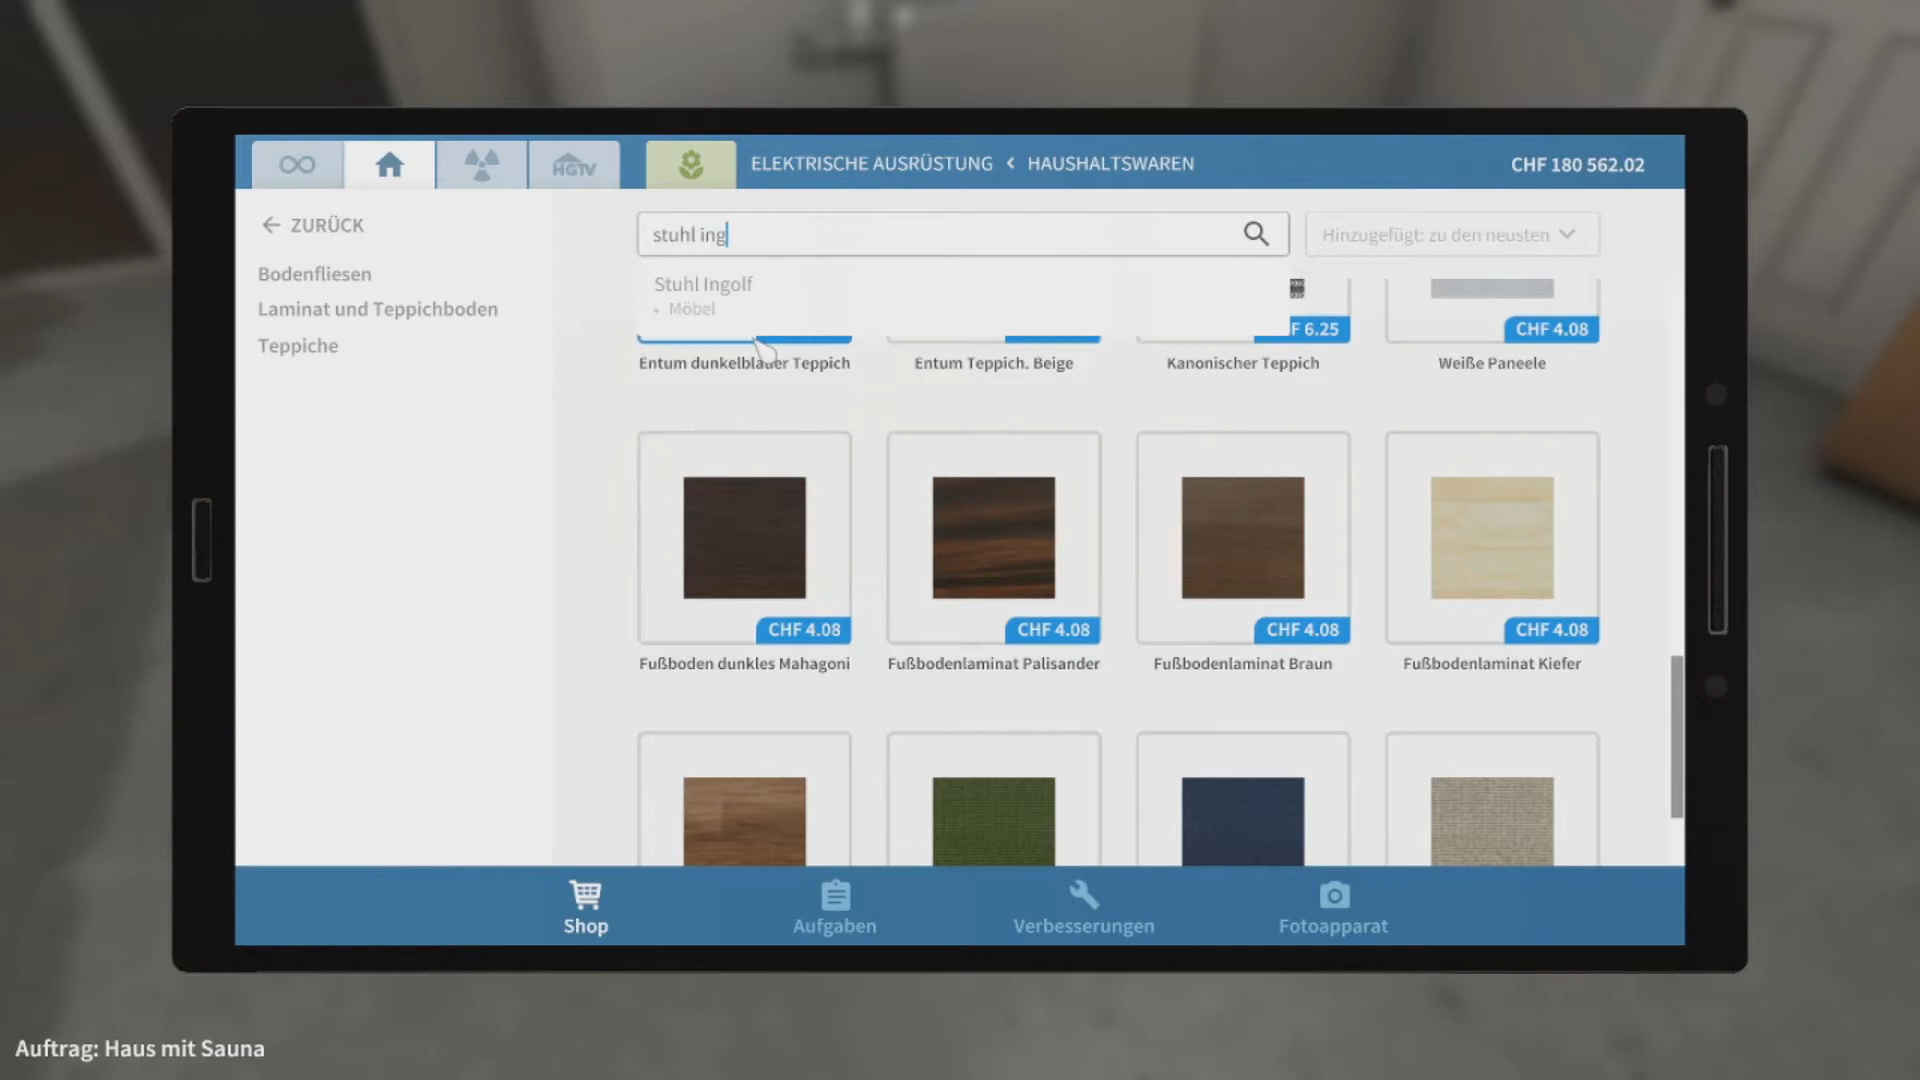 HGTV
ELEKTRISCHE AUSRÜSTUNG < HAUSHALTSWAREN
CHF 180 562.02
← ZURÜCK
Bodenfliesen
Laminat und Teppichboden
Teppiche
stuhl ing
Hinzugefügt: zu den neusten
Stuhl Ingolf
• Möbel
F 6.25
CHF 4.08
Entum dunkelblauer Teppich
Entum Teppich. Beige
Kanonischer Teppich
Weiße Paneele
CHF 4.08
CHF 4.08
CHF 4.08
CHF 4.08
Fußboden dunkles Mahagoni
Fußbodenlaminat Palisander
Fußbodenlaminat Braun
Fußbodenlaminat Kiefer
Shop
Aufgaben
Verbesserungen
Fotoapparat
Auftrag: Haus mit Sauna